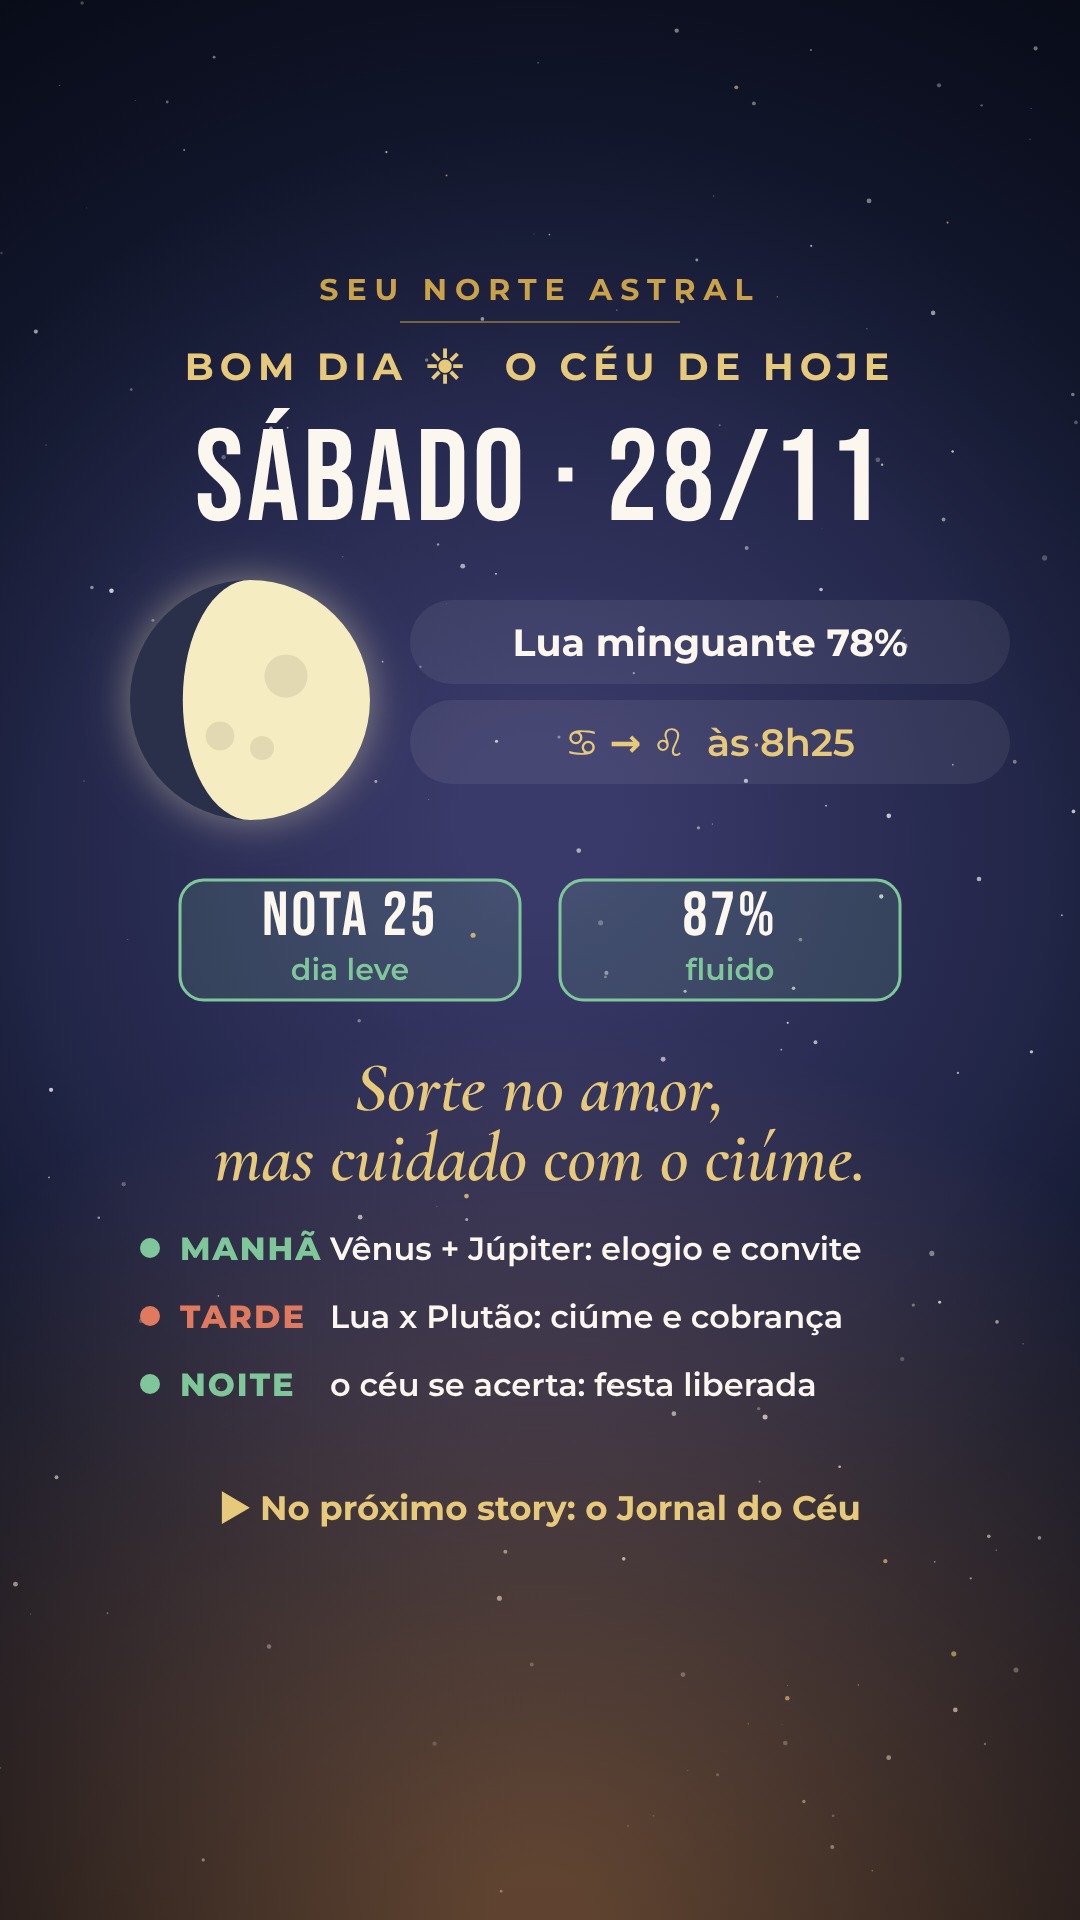 SEU NORTE ASTRAL
BOM DIA ☀ O CÉU DE HOJE
SÁBADO · 28/11
Lua minguante 78%
♋ → ♌ às 8h25
NOTA 25
dia leve
87%
fluido
Sorte no amor,
mas cuidado com o ciúme.
MANHÃ Vênus + Júpiter: elogio e convite
TARDE Lua x Plutão: ciúme e cobrança
NOITE o céu se acerta: festa liberada
▶ No próximo story: o Jornal do Céu